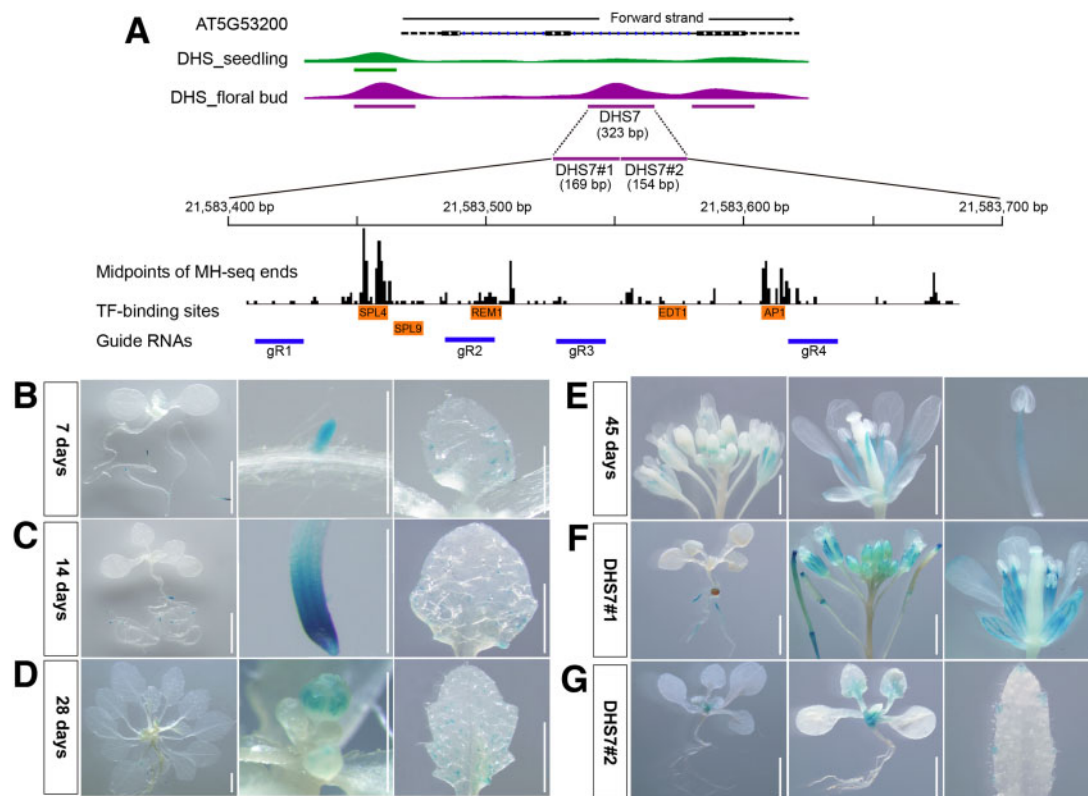 A
AT5G53200
Forward strand
DHS_seedling
DHS_floral bud
DHS7
(323 bp)
DHS7#1
DHS7#2
(169 bp)
(154 bp)
21,583,400 bp
21,583,500 bp
21,583,600 bp
21,583,700 bp
Midpoints of MH-seq ends
TF-binding sites
SPL4
REM1
EDT1
AP1
SPL9
Guide RNAs
gR1
gR2
gR3
gR4
B
7 days
C
14 days
D
28 days
E
45 days
F
DHS7#1
G
DHS7#2